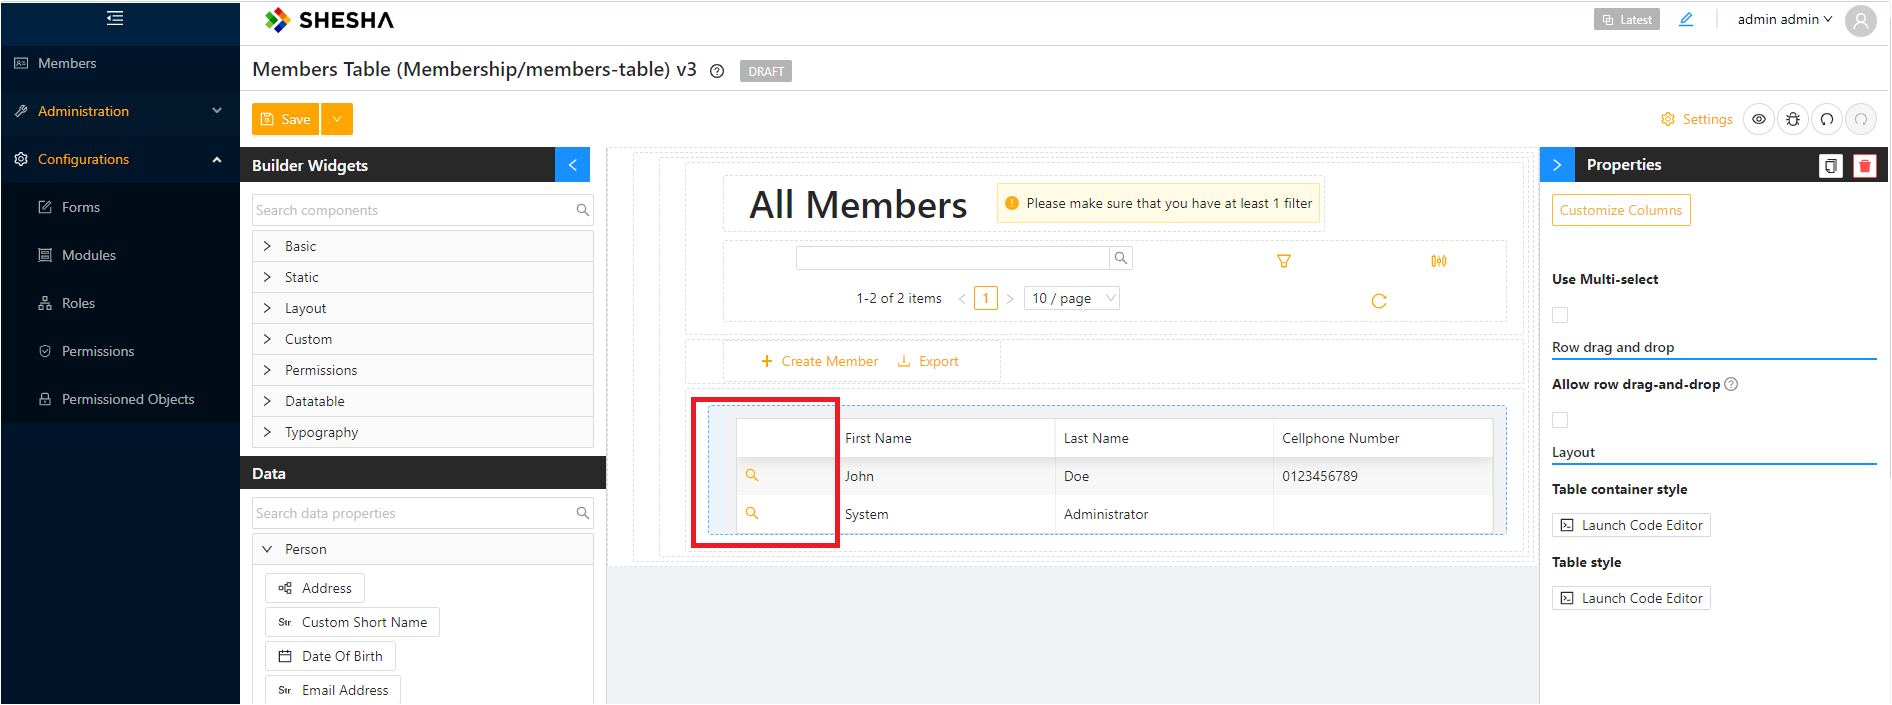 SHESHA
Latest
admin admin
Members
Administration
Configurations
Forms
Modules
Roles
Permissions
Permissioned Objects
Members Table (Membership/members-table) v3
DRAFT
Save
Settings
Builder Widgets
Search components
Basic
Static
Layout
Custom
Permissions
Datatable
Typography
Data
Search data properties
Person
Address
Str. Custom Short Name
Date Of Birth
Str. Email Address
All Members
Please make sure that you have at least 1 filter
1-2 of 2 items
1
10 / page
Create Member
Export
First Name Last Name Cellphone Number
John Doe 0123456789
System Administrator
Properties
Customize Columns
Use Multi-select
Row drag and drop
Allow row drag-and-drop
Layout
Table container style
Launch Code Editor
Table style
Launch Code Editor